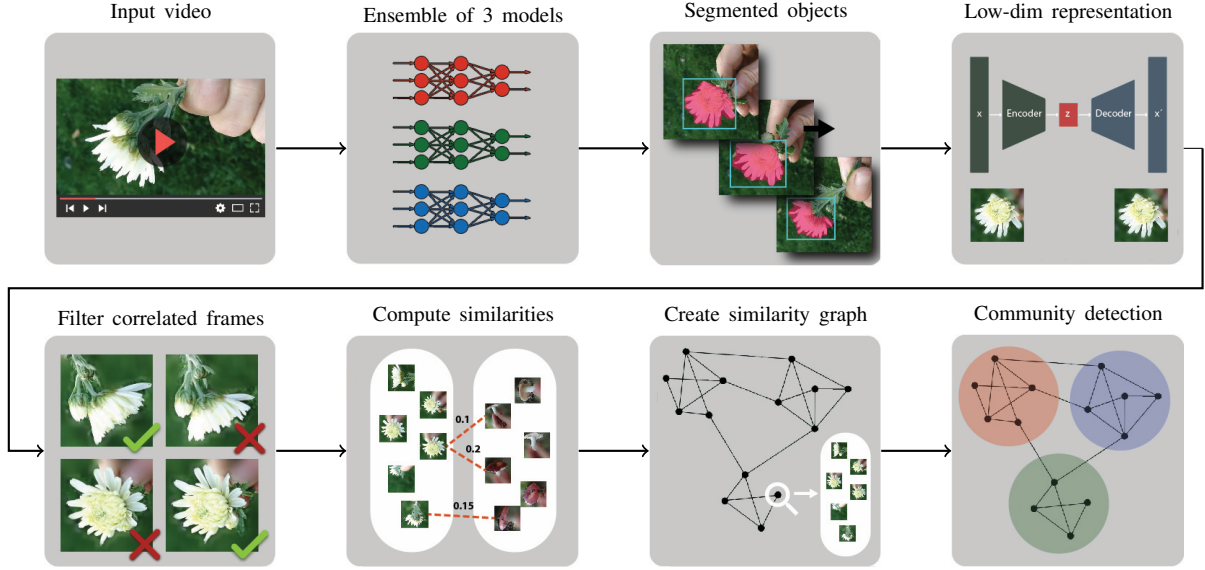 Input video
Ensemble of 3 models
Segmented objects
Low-dim representation
x
Encoder
z
Decoder
x´
Filter correlated frames
Compute similarities
Create similarity graph
Community detection
0.1
0.2
0.15